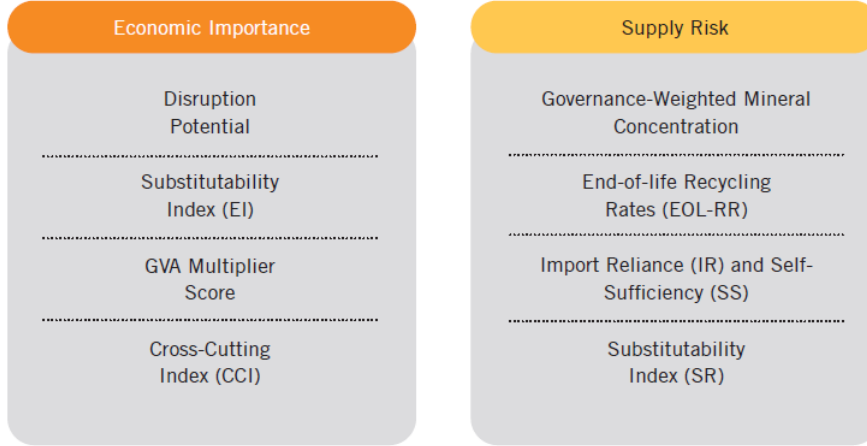 Economic Importance
Disruption
Potential
Substitutability
Index (EI)
GVA Multiplier
Score
Cross-Cutting
Index (CCI)
Supply Risk
Governance-Weighted Mineral
Concentration
End-of-life Recycling
Rates (EOL-RR)
Import Reliance (IR) and Self-
Sufficiency (SS)
Substitutability
Index (SR)